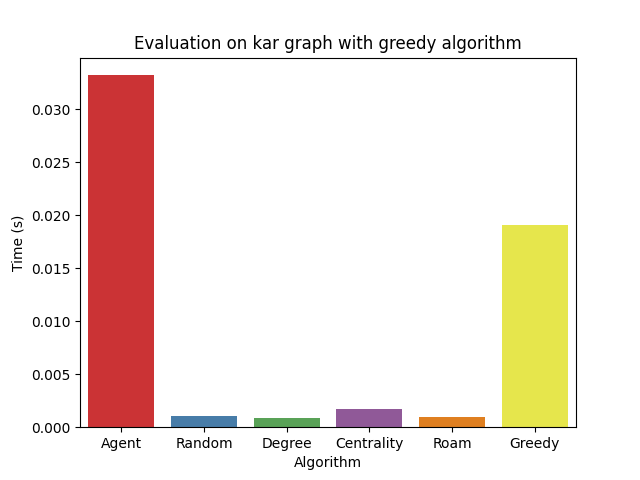 Evaluation on kar graph with greedy algorithm
Time (s)
0.030
0.025
0.020
0.015
0.010
0.005
0.000
Agent Random Degree Centrality Roam Greedy
Algorithm